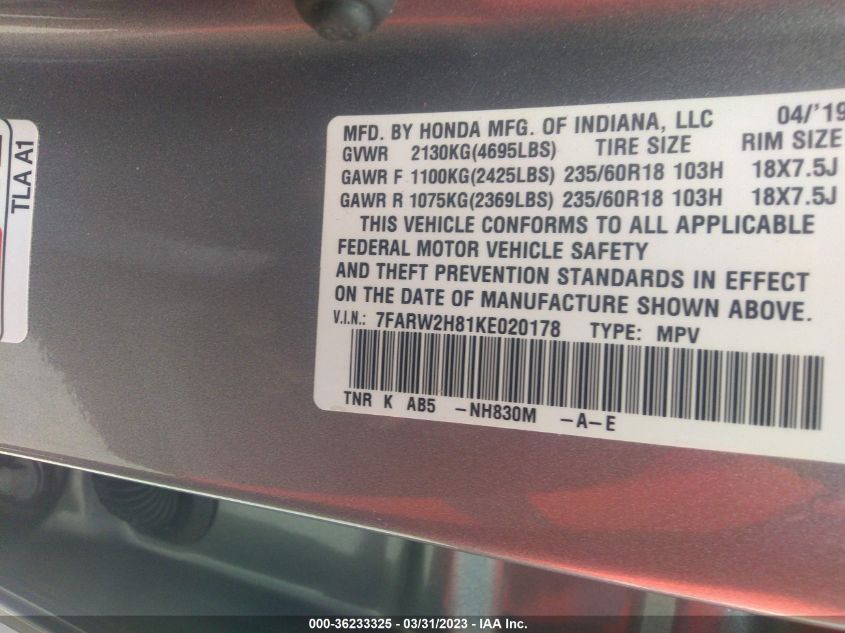 TLA A1
MFD. BY HONDA MFG. OF INDIANA, LLC 04/'19
GVWR 2130KG(4695LBS) TIRE SIZE RIM SIZE
GAWR F 1100KG(2425LBS) 235/60R18 103H 18X7.5J
GAWR R 1075KG(2369LBS) 235/60R18 103H 18X7.5J
THIS VEHICLE CONFORMS TO ALL APPLICABLE
FEDERAL MOTOR VEHICLE SAFETY
AND THEFT PREVENTION STANDARDS IN EFFECT
ON THE DATE OF MANUFACTURE SHOWN ABOVE.
V.I.N.: 7FARW2H81KE020178 TYPE: MPV
TNR K AB5 -NH830M -A-E
000-36233325 - 03/31/2023 - IAA Inc.